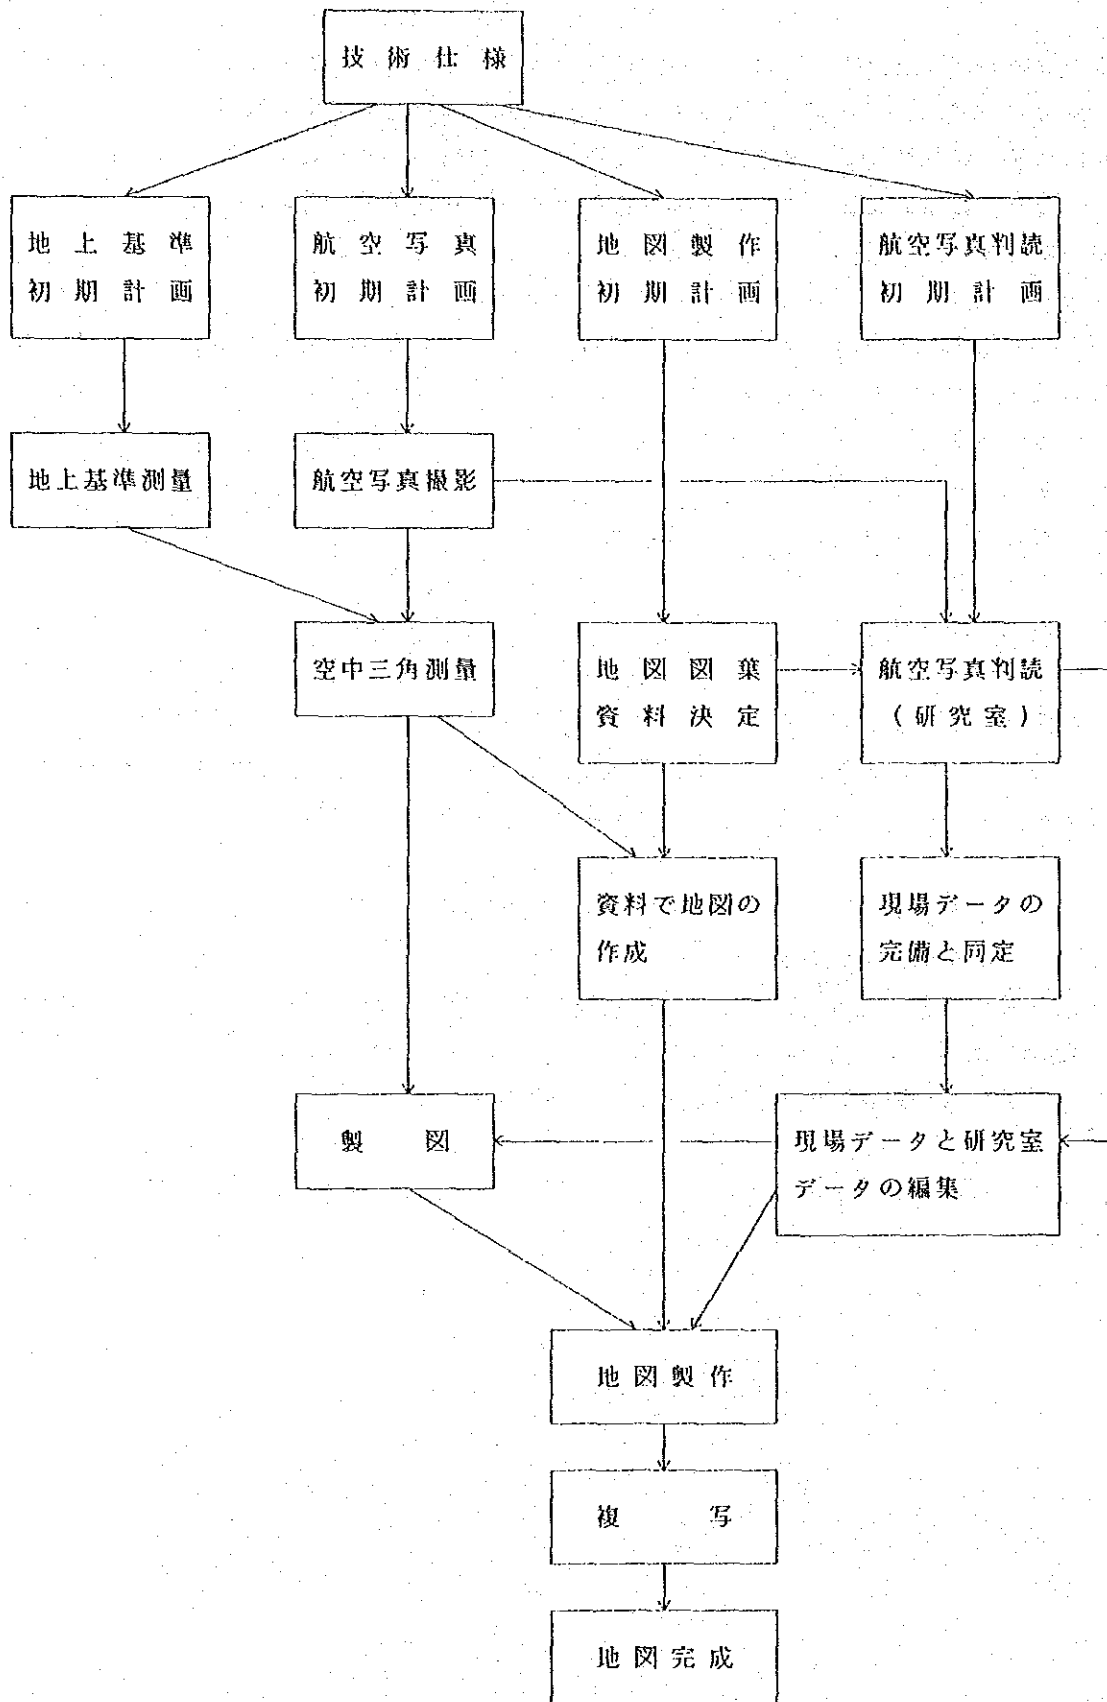 技術仕様
地上基準
初期計画
航空写真
初期計画
地図製作
初期計画
航空写真判読
初期計画
地上基準測量
航空写真撮影
空中三角測量
地図図葉
資料決定
航空写真判読
(研究室)
資料で地図の
作成
現場データの
完備と同定
製図
現場データと研究室
データの編集
地図製作
複写
地図完成